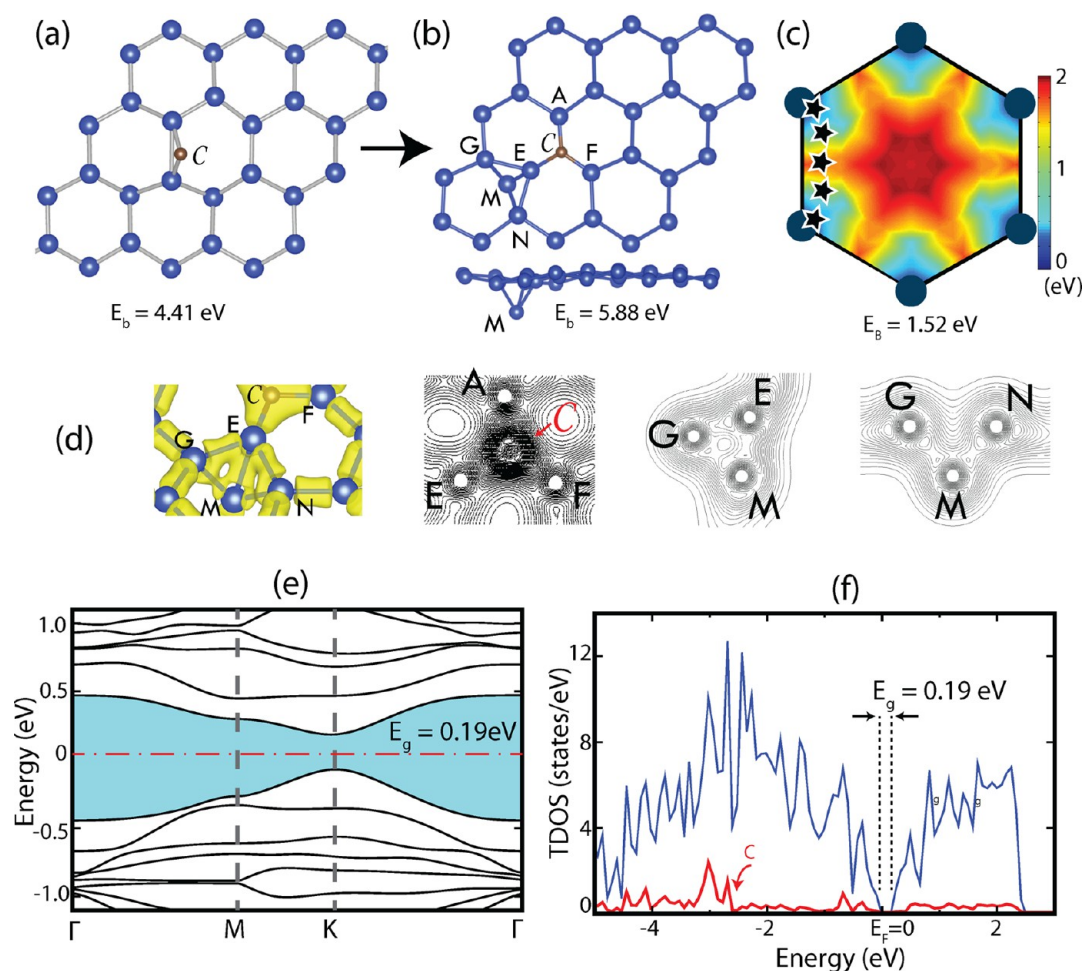 (a)
C
E_b = 4.41 eV
(b)
A
G
E
C
F
M
N
M
E_b = 5.88 eV
(c)
2
0
(eV)
E_B = 1.52 eV
(d)
C
F
E
G
M
N
A
C
E
F
E
G
M
G
N
M
(e)
Energy (eV)
1.0
0.5
0
-0.5
-1.0
E_g = 0.19eV
Γ
M
K
Γ
(f)
TDOS (states/eV)
12
8
4
0
E_g = 0.19 eV
g
g
C
-4
-2
E_F=0
2
Energy (eV)